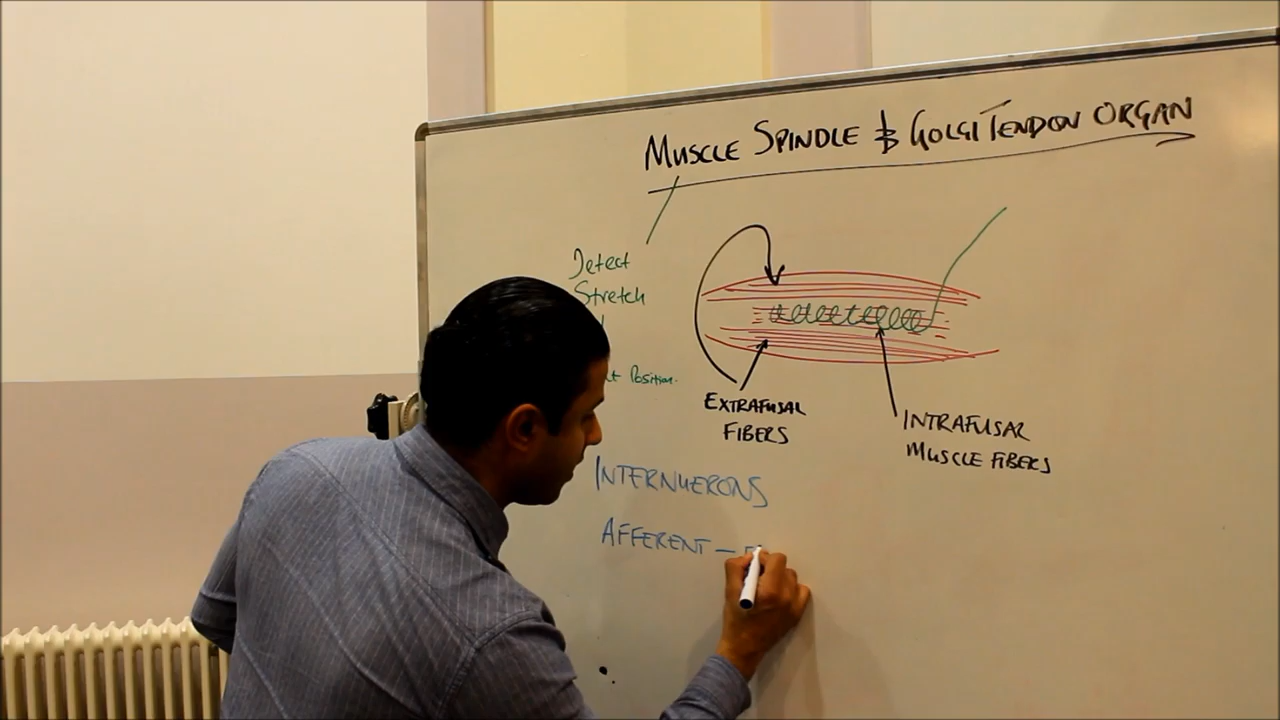 MUSCLE SPINDLE & GOLGI TENDON ORGAN
Detect
Stretch
Position.
EXTRAFUSAL
FIBERS
INTRAFUSAL
MUSCLE FIBERS
INTERNUERONS
AFFERENT –